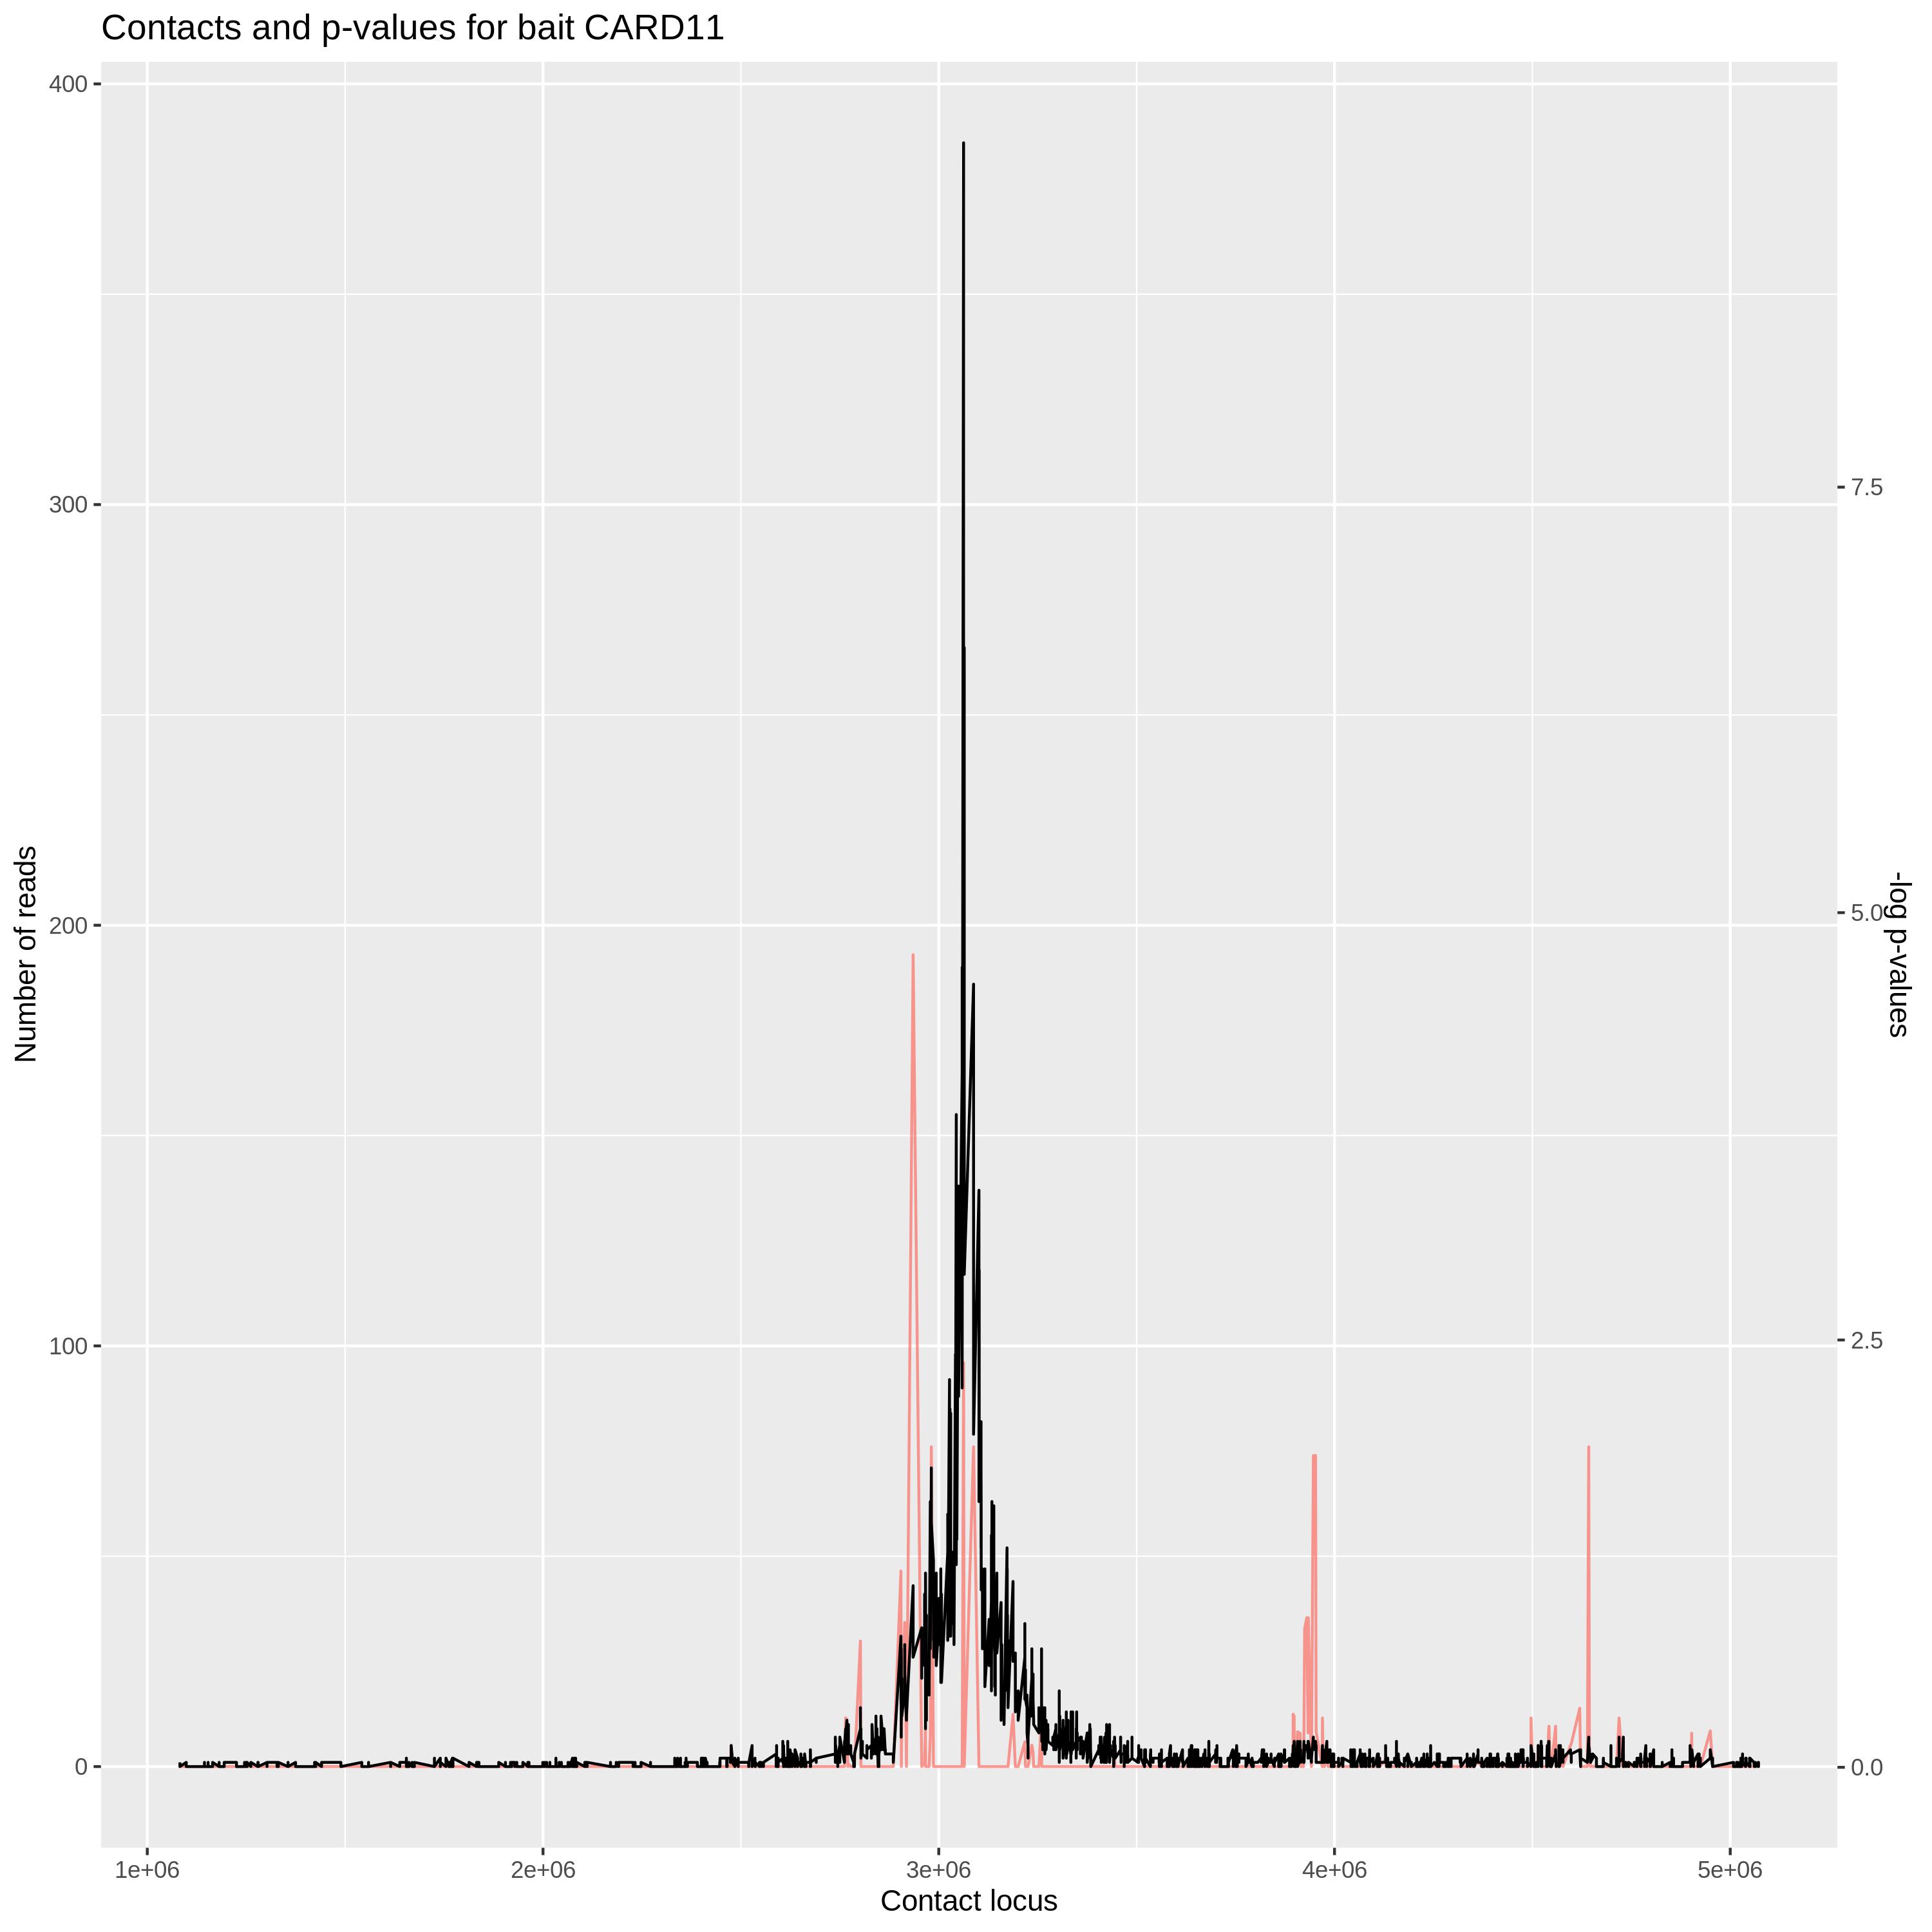 Contacts and p-values for bait CARD11
400
300
200
100
0
Number of reads
7.5
5.0
2.5
0.0
-log p-values
1e+06 2e+06 3e+06 4e+06 5e+06
Contact locus